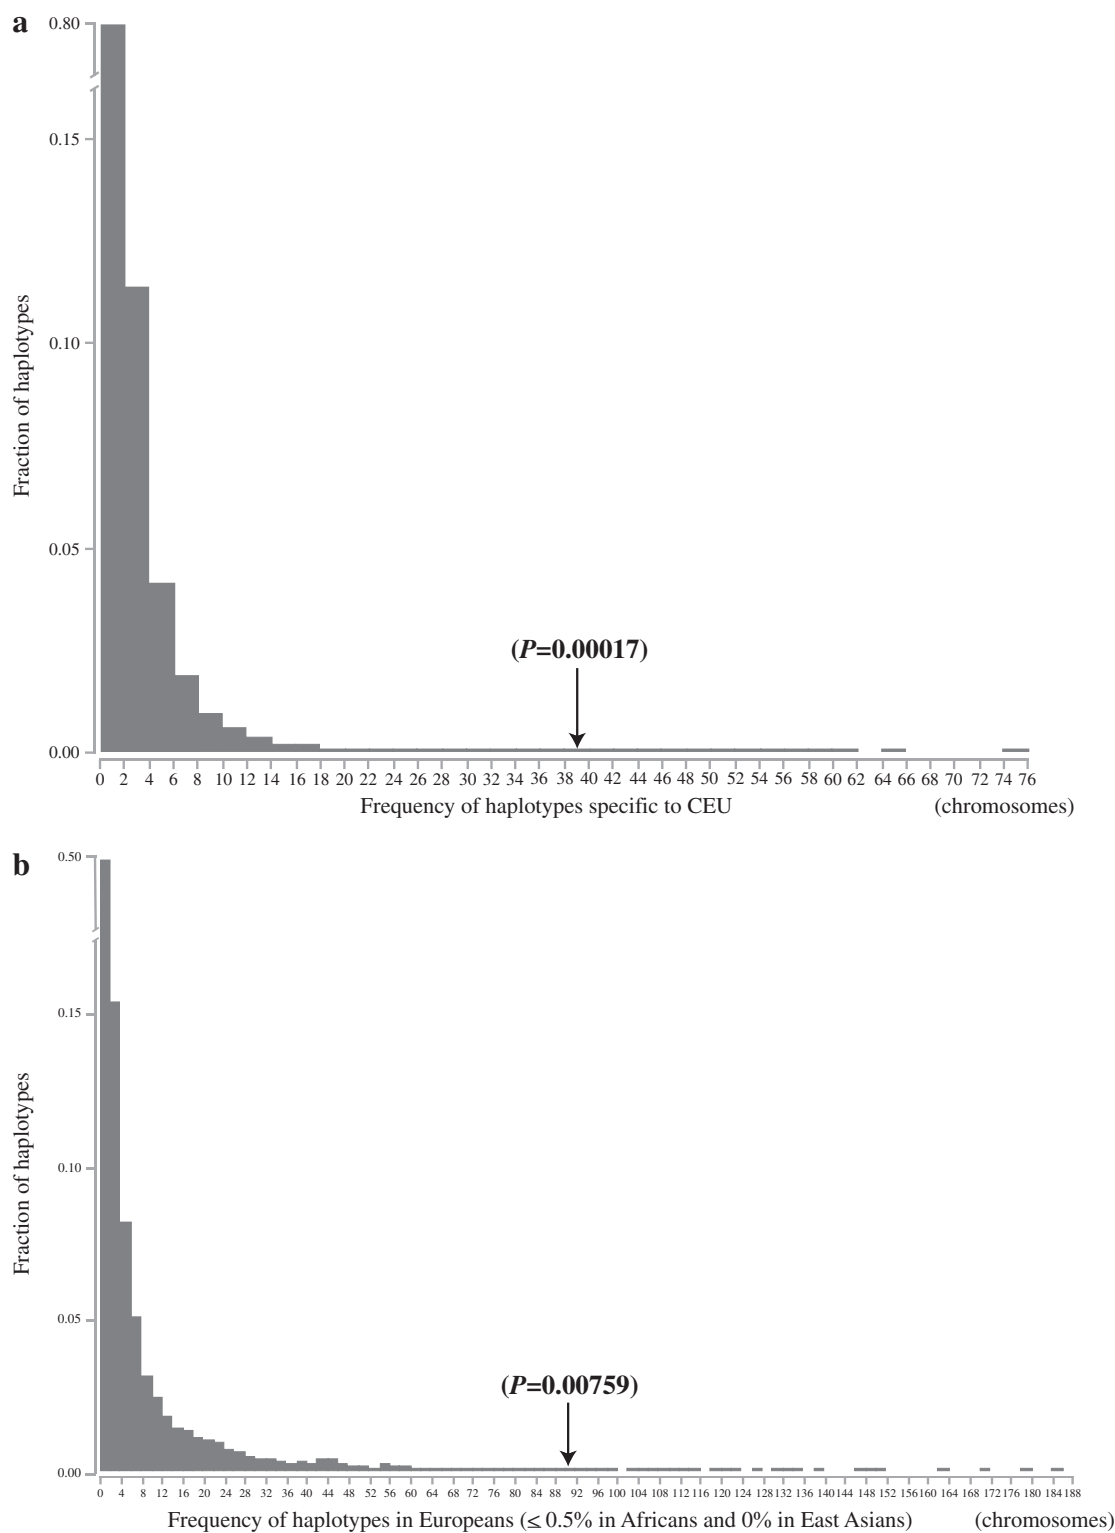 a
0.80
0.15
0.10
0.05
0.00
Fraction of haplotypes
(P=0.00017)
0 2 4 6 8 10 12 14 16 18 20 22 24 26 28 30 32 34 36 38 40 42 44 46 48 50 52 54 56 58 60 62 64 66 68 70 72 74 76
Frequency of haplotypes specific to CEU (chromosomes)
b
0.50
0.15
0.10
0.05
0.00
Fraction of haplotypes
(P=0.00759)
0 4 8 12 16 20 24 28 32 36 40 44 48 52 56 60 64 68 72 76 80 84 88 92 96 100 104 108 112 116 120 124 128 132 136 140 144 148 152 156 160 164 168 172 176 180 184 188
Frequency of haplotypes in Europeans (≤ 0.5% in Africans and 0% in East Asians) (chromosomes)